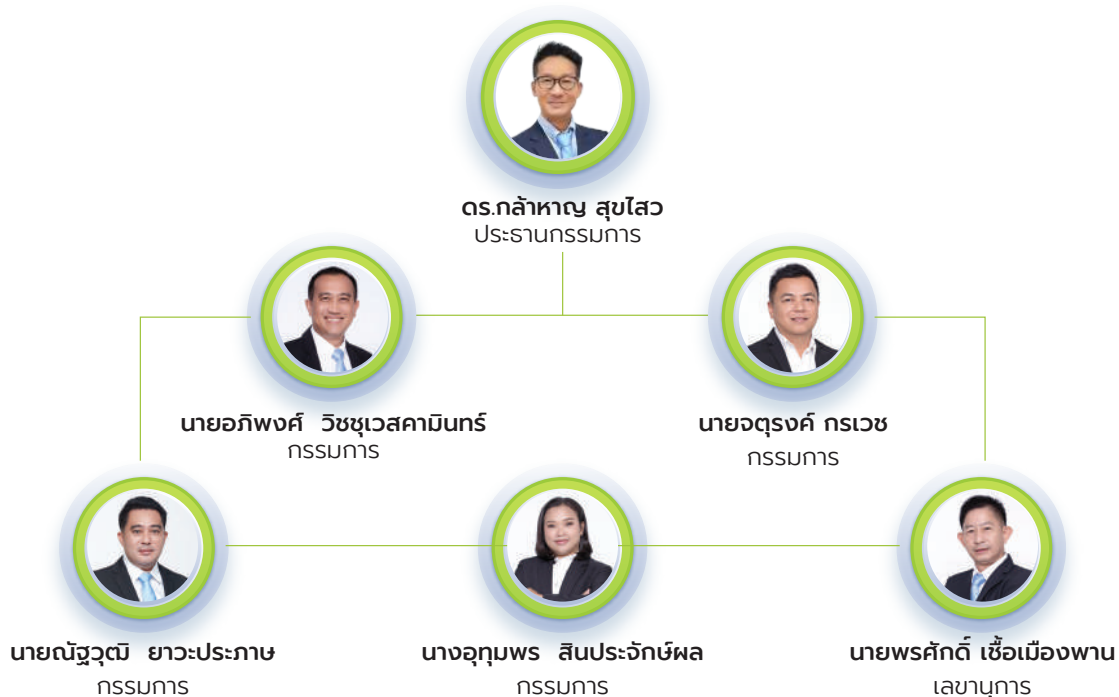 ดร.กล้าหาญ สุขไสว
ประธานกรรมการ
นายอภิพงศ์ วิชชุเวสคามินทร์
กรรมการ
นายจตุรงค์ กรเวช
กรรมการ
นายณัฐวุฒิ ยาวะประภาษ
กรรมการ
นางอุทุมพร สินประจักษ์ผล
กรรมการ
นายพรศักดิ์ เชื้อเมืองพาน
เลขานุการ